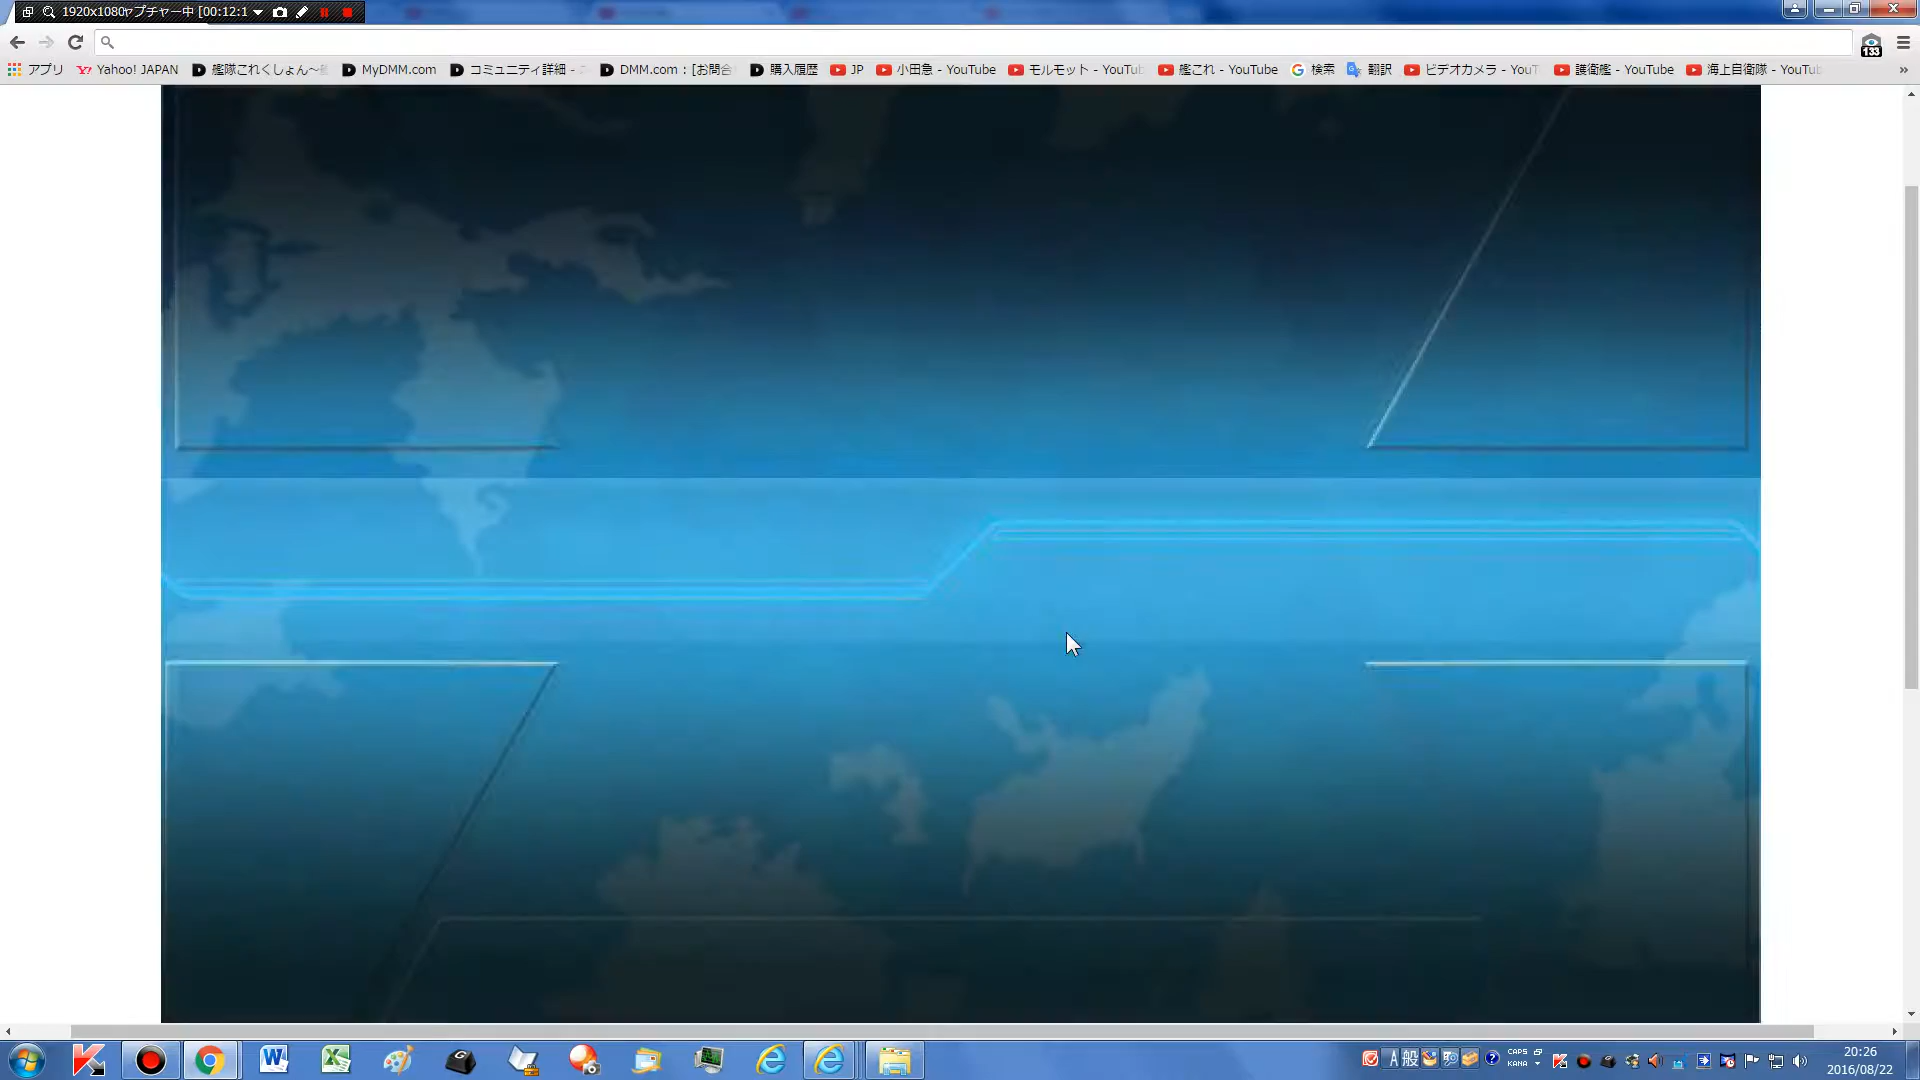 1920x1080ャプチャー中 [00:12:1
アプリ Yahoo! JAPAN 艦隊これくしょん～ MyDMM.com コミュニティ詳細 - DMM.com : [お問合 購入履歴 JP 小田急 - YouTube モルモット - YouTub 艦これ - YouTube 検索 翻訳 ビデオカメラ - YouT 護衛艦 - YouTube 海上自衛隊 - YouTub »
133
A 般 CAPS KANA
20:26
2016/08/22